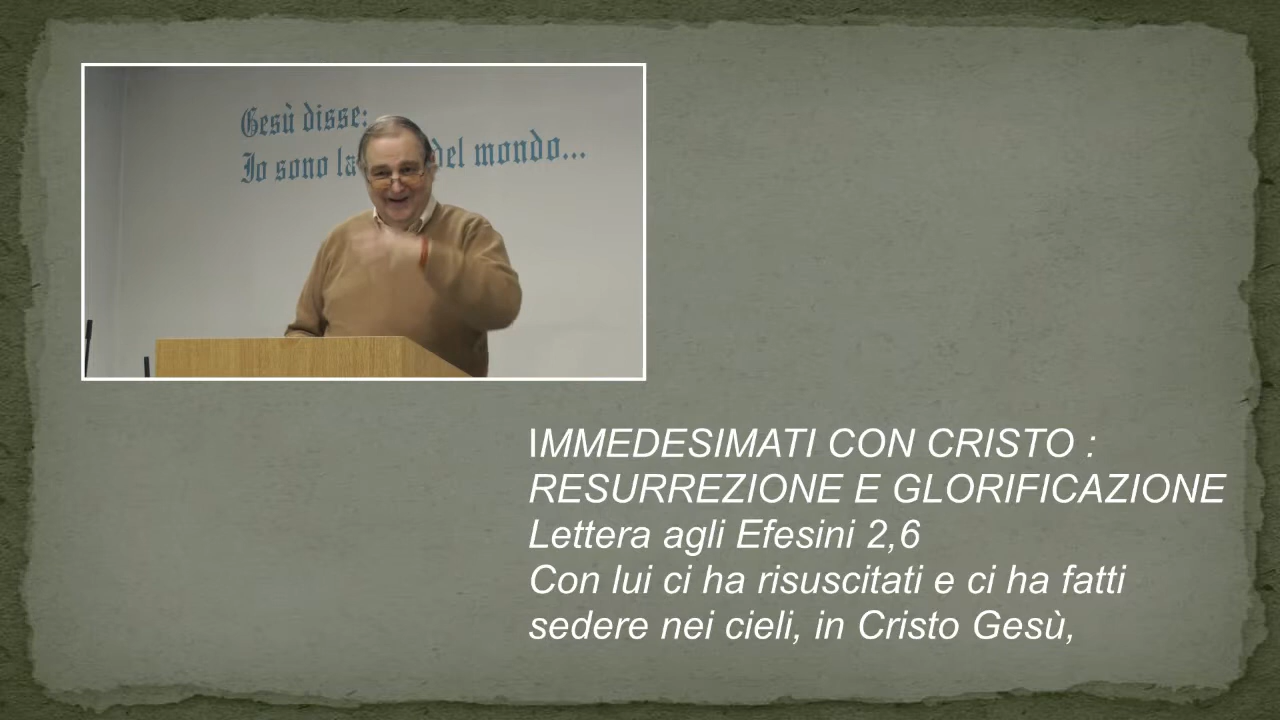 Gesù disse:
Io sono la del mondo...
IMMEDESIMATI CON CRISTO :
RESURREZIONE E GLORIFICAZIONE
Lettera agli Efesini 2,6
Con lui ci ha risuscitati e ci ha fatti
sedere nei cieli, in Cristo Gesù,